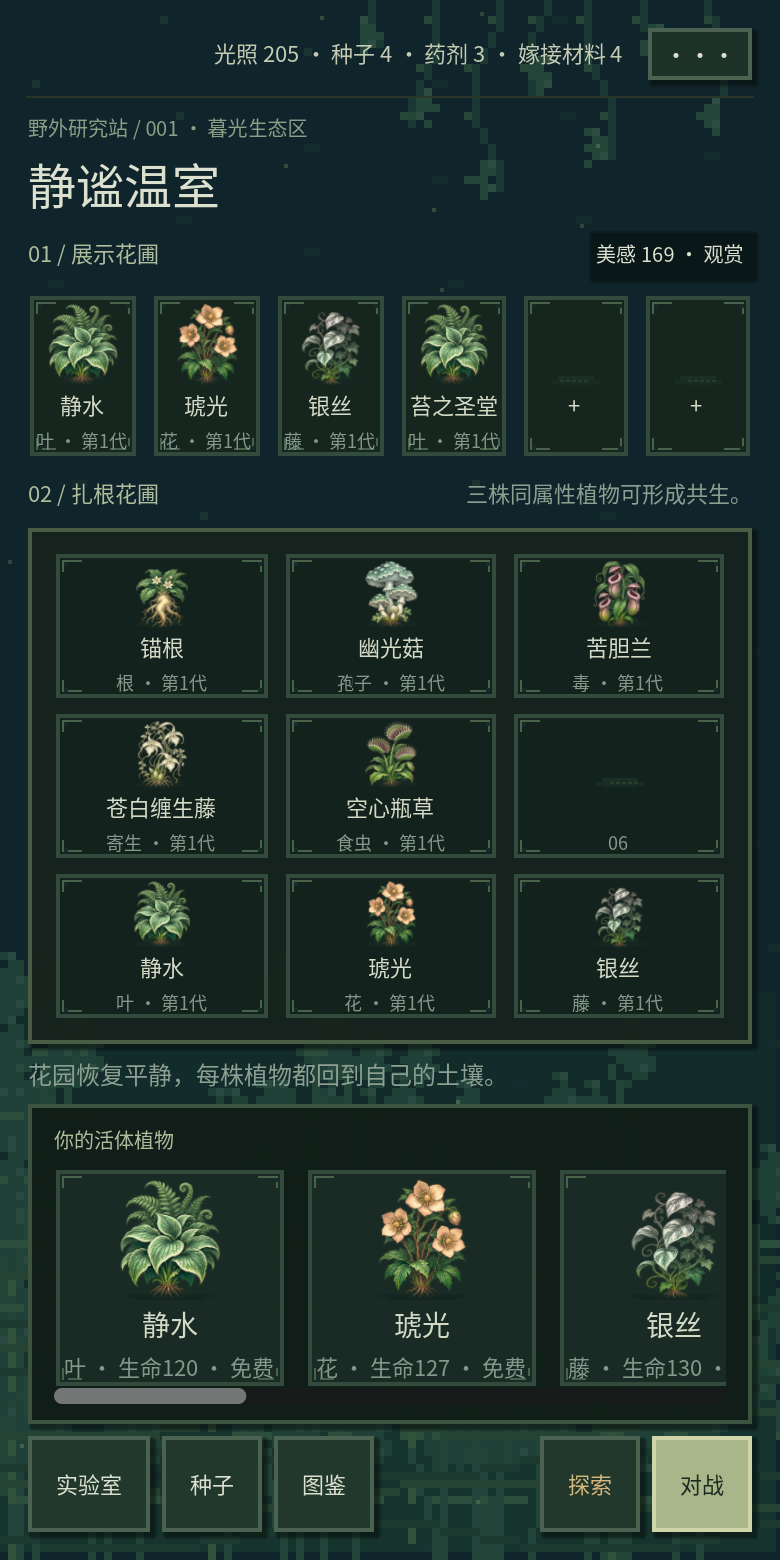 光照 205 · 种子 4 · 药剂 3 · 嫁接材料 4
• • •
野外研究站 / 001 · 暮光生态区
静谧温室
01 / 展示花圃
美感 169 · 观赏
静水
叶 · 第1代
琥光
花 · 第1代
银丝
藤 · 第1代
苔之圣堂
叶 · 第1代
+
+
02 / 扎根花圃
三株同属性植物可形成共生。
锚根
根 · 第1代
幽光菇
孢子 · 第1代
苦胆兰
毒 · 第1代
苍白缠生藤
寄生 · 第1代
空心瓶草
食虫 · 第1代
06
静水
叶 · 第1代
琥光
花 · 第1代
银丝
藤 · 第1代
花园恢复平静，每株植物都回到自己的土壤。
你的活体植物
静水
叶 · 生命120 · 免费
琥光
花 · 生命127 · 免费
银丝
藤 · 生命130 ·
实验室
种子
图鉴
探索
对战